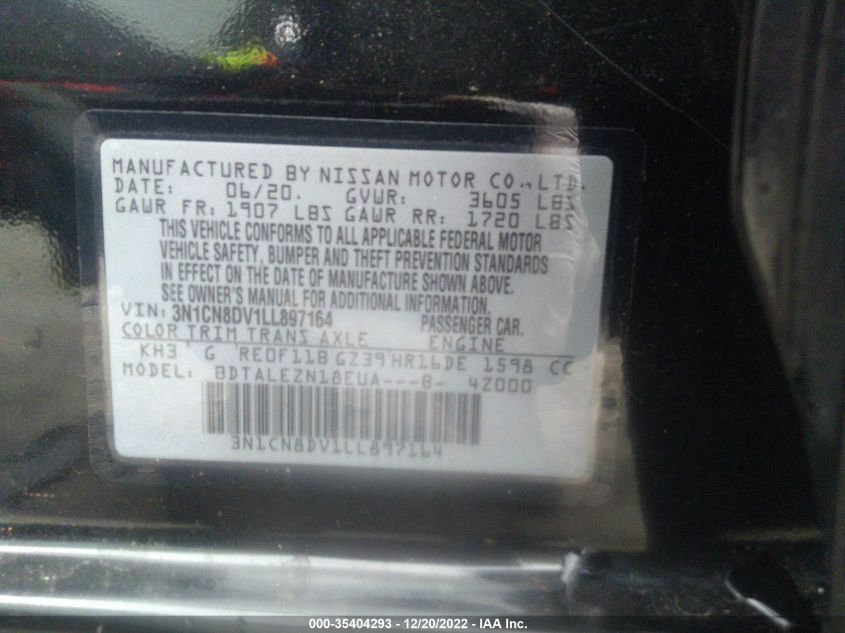 MANUFACTURED BY NISSAN MOTOR CO., LTD.
DATE: 06/20. GVWR: 3605 LBS
GAWR FR: 1907 LBS GAWR RR: 1720 LBS
THIS VEHICLE CONFORMS TO ALL APPLICABLE FEDERAL MOTOR
VEHICLE SAFETY, BUMPER AND THEFT PREVENTION STANDARDS
IN EFFECT ON THE DATE OF MANUFACTURE SHOWN ABOVE.
SEE OWNER'S MANUAL FOR ADDITIONAL INFORMATION.
VIN: 3N1CN8DV1LL897164 PASSENGER CAR.
COLOR TRIM TRANS AXLE ENGINE
KH3 G RE0F11B GZ39 HR16DE 1598 CC
MODEL: BDTALEZN18EUA---B- 4Z000
3N1CN8DV1LL897164
000-35404293 - 12/20/2022 - IAA Inc.